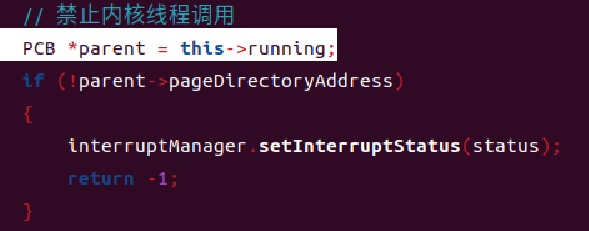 // 禁止内核线程调用
PCB *parent = this->running;
if (!parent->pageDirectoryAddress)
{
interruptManager.setInterruptStatus(status);
return -1;
}